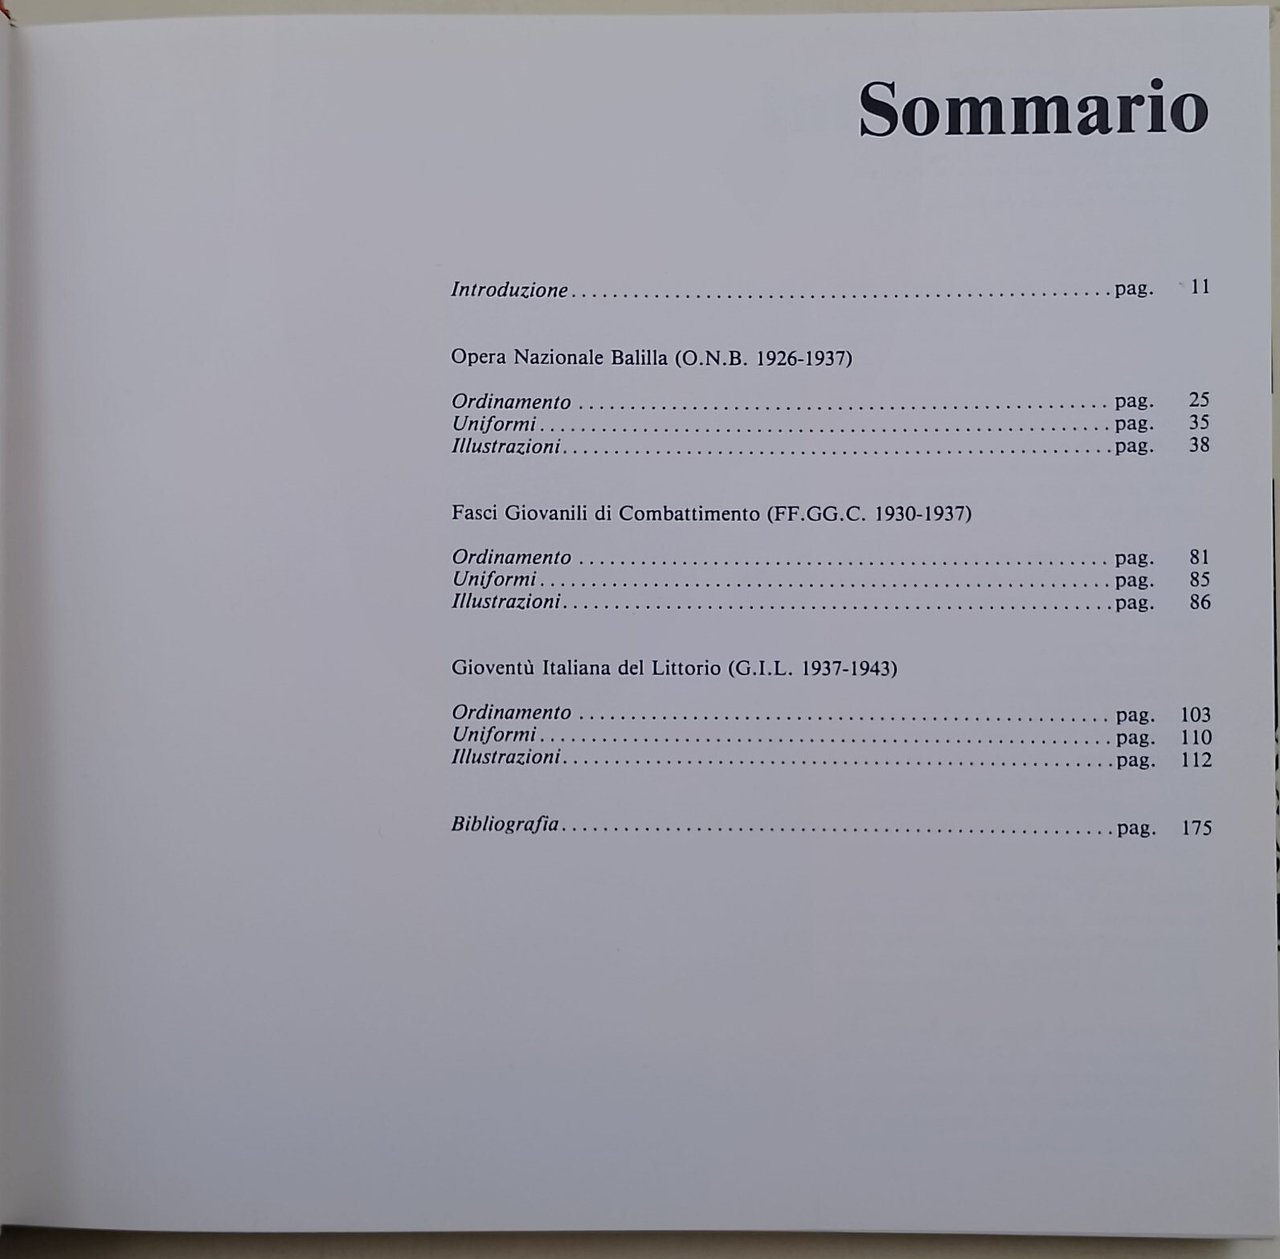 Sommario
Introduzione..................................................... pag. 11
Opera Nazionale Balilla (O.N.B. 1926-1937)
Ordinamento .................................................... pag. 25
Uniformi........................................................ pag. 35
Illustrazioni..................................................... pag. 38
Fasci Giovanili di Combattimento (FF.GG.C. 1930-1937)
Ordinamento .................................................... pag. 81
Uniformi........................................................ pag. 85
Illustrazioni..................................................... pag. 86
Gioventù Italiana del Littorio (G.I.L. 1937-1943)
Ordinamento .................................................... pag. 103
Uniformi........................................................ pag. 110
Illustrazioni..................................................... pag. 112
Bibliografia...................................................... pag. 175